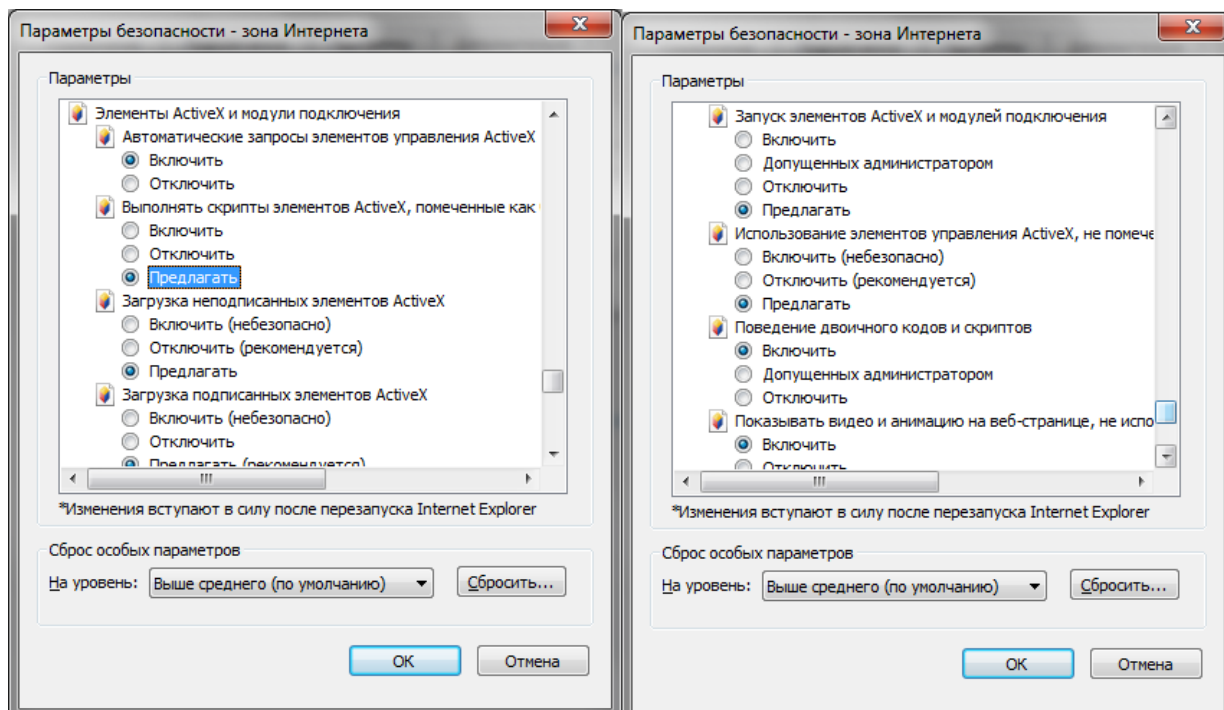 Параметры безопасности - зона Интернета
Параметры
Элементы ActiveX и модули подключения
Автоматические запросы элементов управления ActiveX
Включить
Отключить
Выполнять скрипты элементов ActiveX, помеченные как
Включить
Отключить
Предлагать
Загрузка неподписанных элементов ActiveX
Включить (небезопасно)
Отключить (рекомендуется)
Предлагать
Загрузка подписанных элементов ActiveX
Включить (небезопасно)
Отключить
Предлагать (рекомендуется)
*Изменения вступают в силу после перезапуска Internet Explorer
Сброс особых параметров
На уровень: Выше среднего (по умолчанию) Сбросить...
ОК Отмена
Параметры безопасности - зона Интернета
Параметры
Запуск элементов ActiveX и модулей подключения
Включить
Допущенных администратором
Отключить
Предлагать
Использование элементов управления ActiveX, не помече
Включить (небезопасно)
Отключить (рекомендуется)
Предлагать
Поведение двоичного кодов и скриптов
Включить
Допущенных администратором
Отключить
Показывать видео и анимацию на веб-странице, не испо
Включить
Отключить
*Изменения вступают в силу после перезапуска Internet Explorer
Сброс особых параметров
На уровень: Выше среднего (по умолчанию) Сбросить...
ОК Отмена